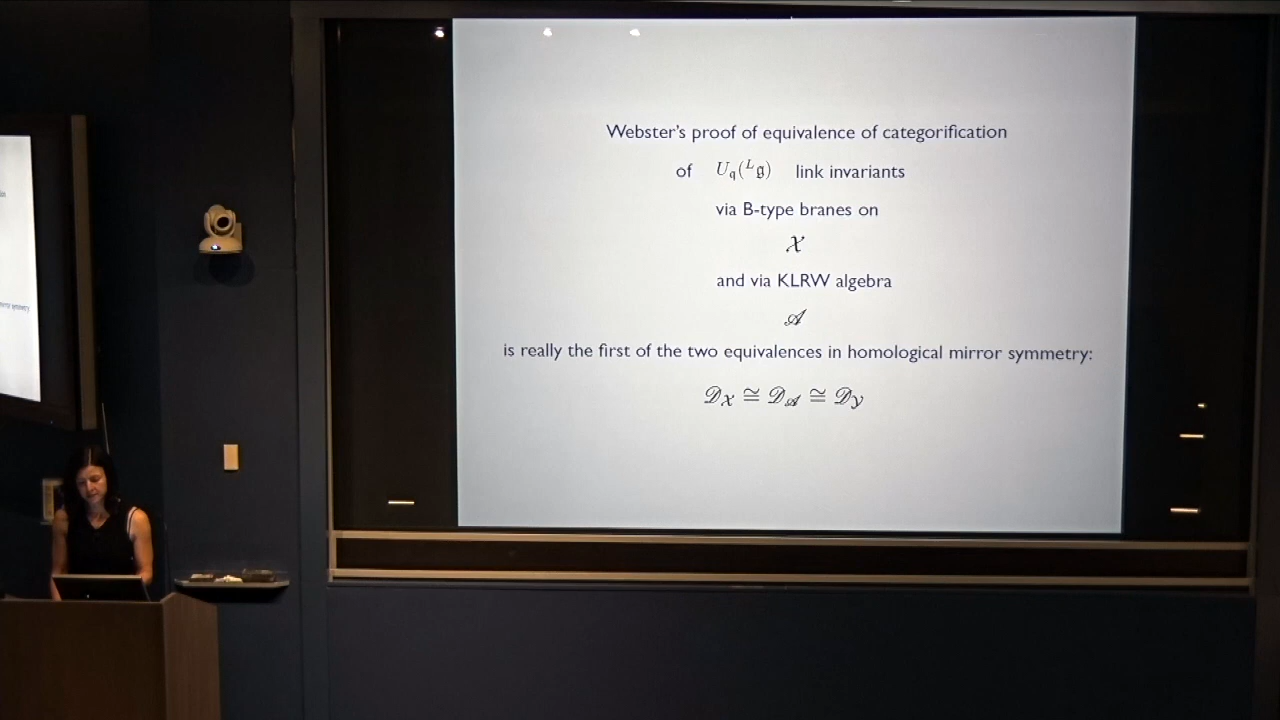 Webster's proof of equivalence of categorification
of U_q(^L𝔤) link invariants
via B-type branes on
𝒳
and via KLRW algebra
𝒜
is really the first of the two equivalences in homological mirror symmetry:
𝒟_𝒳 ≅ 𝒟_𝒜 ≅ 𝒟_𝒴